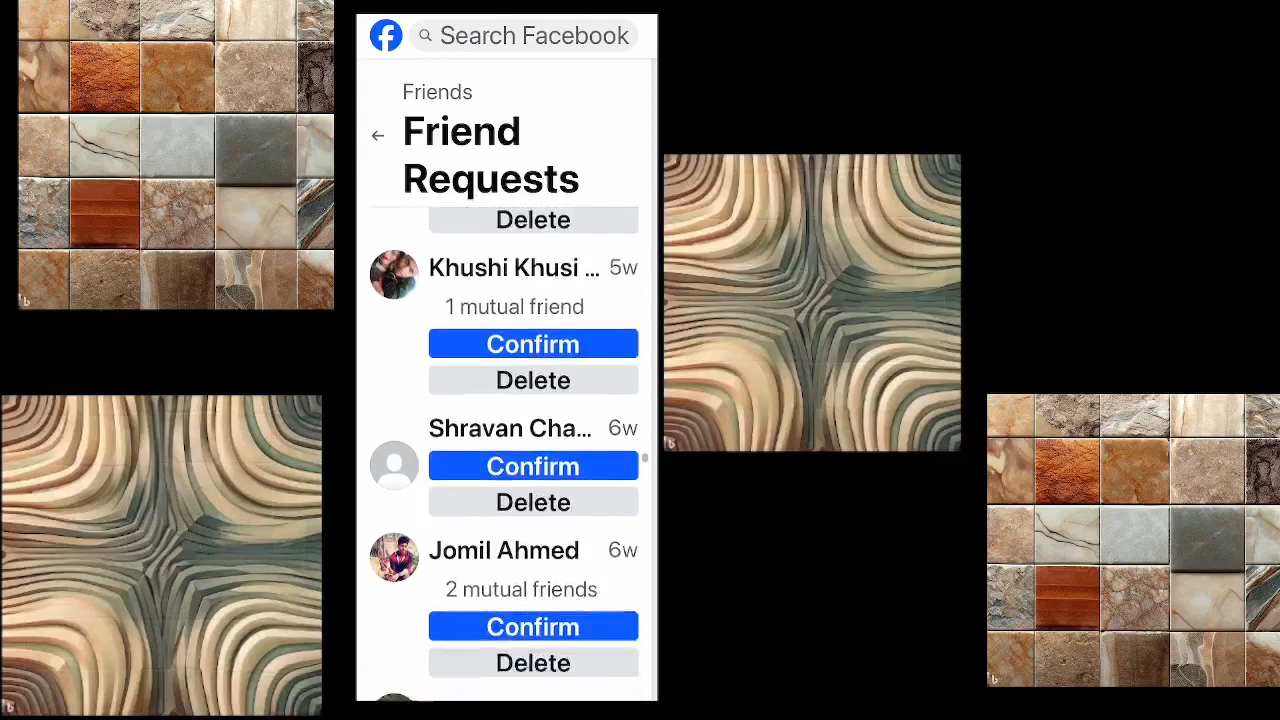 Search Facebook
Friends
Friend
Requests
Delete
Khushi Khusi ... 5w
1 mutual friend
Confirm
Delete
Shravan Cha... 6w
Confirm
Delete
Jomil Ahmed 6w
2 mutual friends
Confirm
Delete